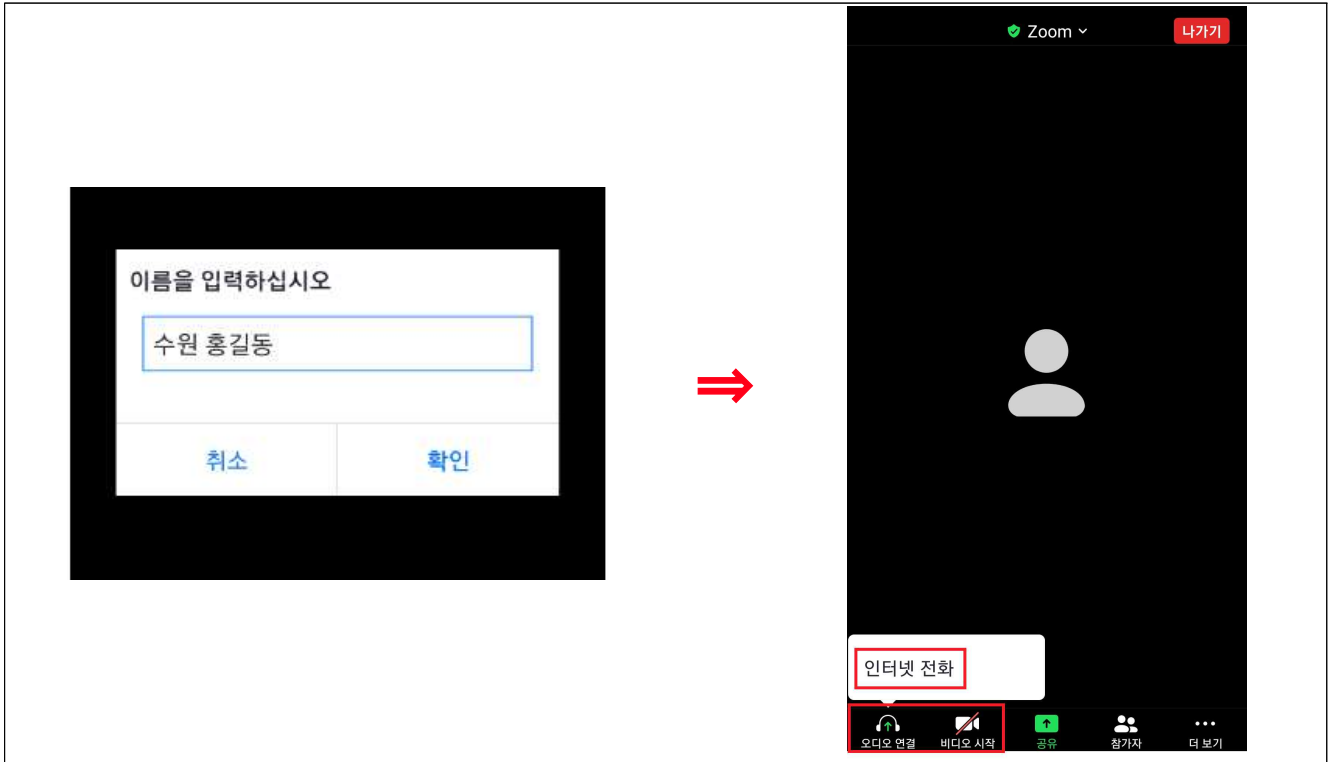 이름을 입력하십시오
수원 홍길동
취소 확인
⇒
Zoom
나가기
인터넷 전화
오디오 연결 비디오 시작 공유 참가자 더 보기